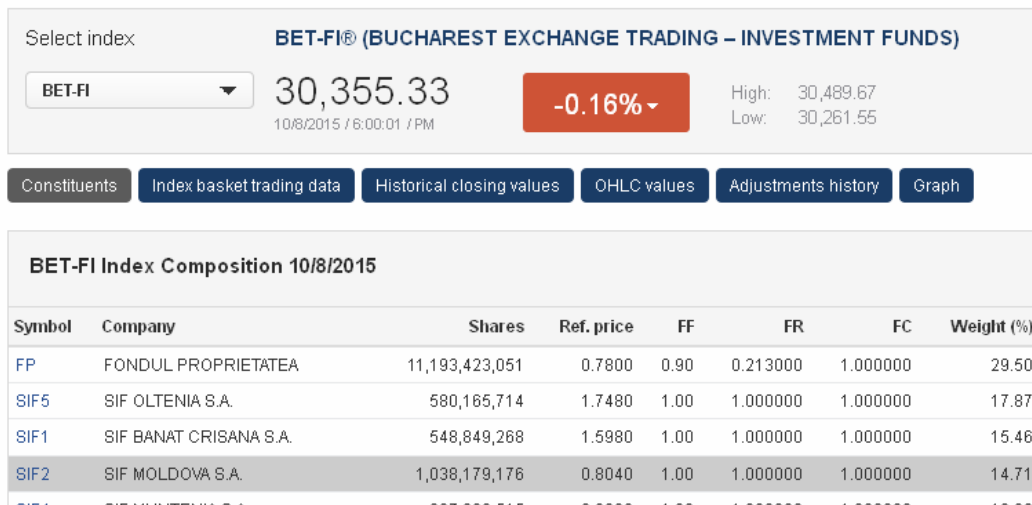 Select index BET-FI® (BUCHAREST EXCHANGE TRADING – INVESTMENT FUNDS)
BET-FI 30,355.33 -0.16% High: 30,489.67
10/8/2015 / 6:00:01 / PM Low: 30,261.55
Constituents Index basket trading data Historical closing values OHLC values Adjustments history Graph
BET-FI Index Composition 10/8/2015
Symbol Company Shares Ref. price FF FR FC Weight (%)
FP FONDUL PROPRIETATEA 11,193,423,051 0.7800 0.90 0.213000 1.000000 29.50
SIF5 SIF OLTENIA S.A. 580,165,714 1.7480 1.00 1.000000 1.000000 17.87
SIF1 SIF BANAT CRISANA S.A. 548,849,268 1.5980 1.00 1.000000 1.000000 15.46
SIF2 SIF MOLDOVA S.A. 1,038,179,176 0.8040 1.00 1.000000 1.000000 14.71